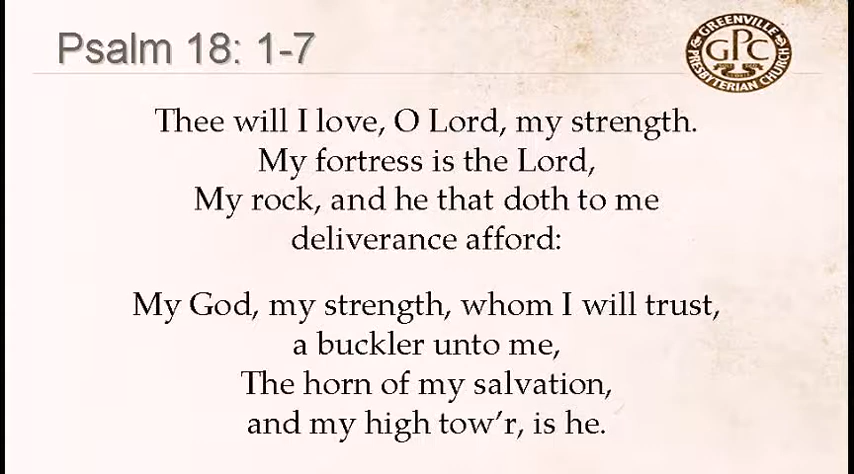 Psalm 18: 1-7
GREENVILLE
GPC
PRESBYTERIAN CHURCH
Thee will I love, O Lord, my strength.
My fortress is the Lord,
My rock, and he that doth to me
deliverance afford:
My God, my strength, whom I will trust,
a buckler unto me,
The horn of my salvation,
and my high tow’r, is he.